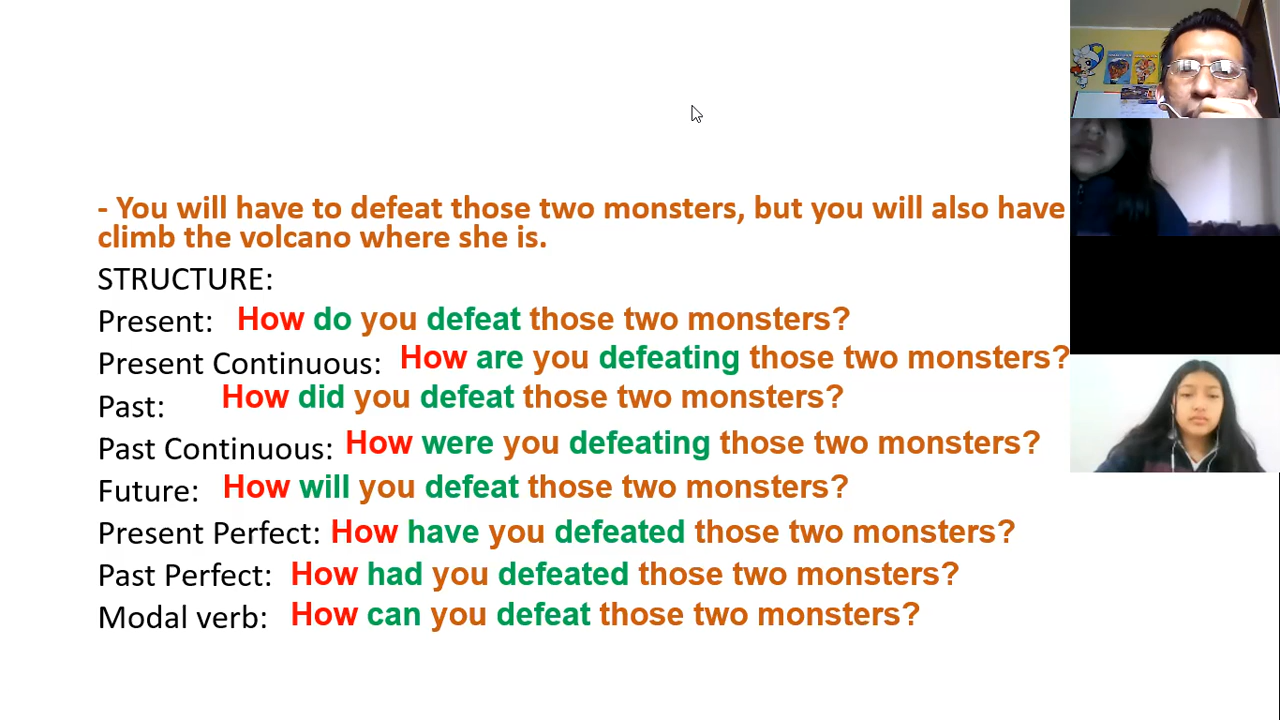 - You will have to defeat those two monsters, but you will also have
climb the volcano where she is.
STRUCTURE:
Present: How do you defeat those two monsters?
Present Continuous: How are you defeating those two monsters?
Past: How did you defeat those two monsters?
Past Continuous: How were you defeating those two monsters?
Future: How will you defeat those two monsters?
Present Perfect: How have you defeated those two monsters?
Past Perfect: How had you defeated those two monsters?
Modal verb: How can you defeat those two monsters?